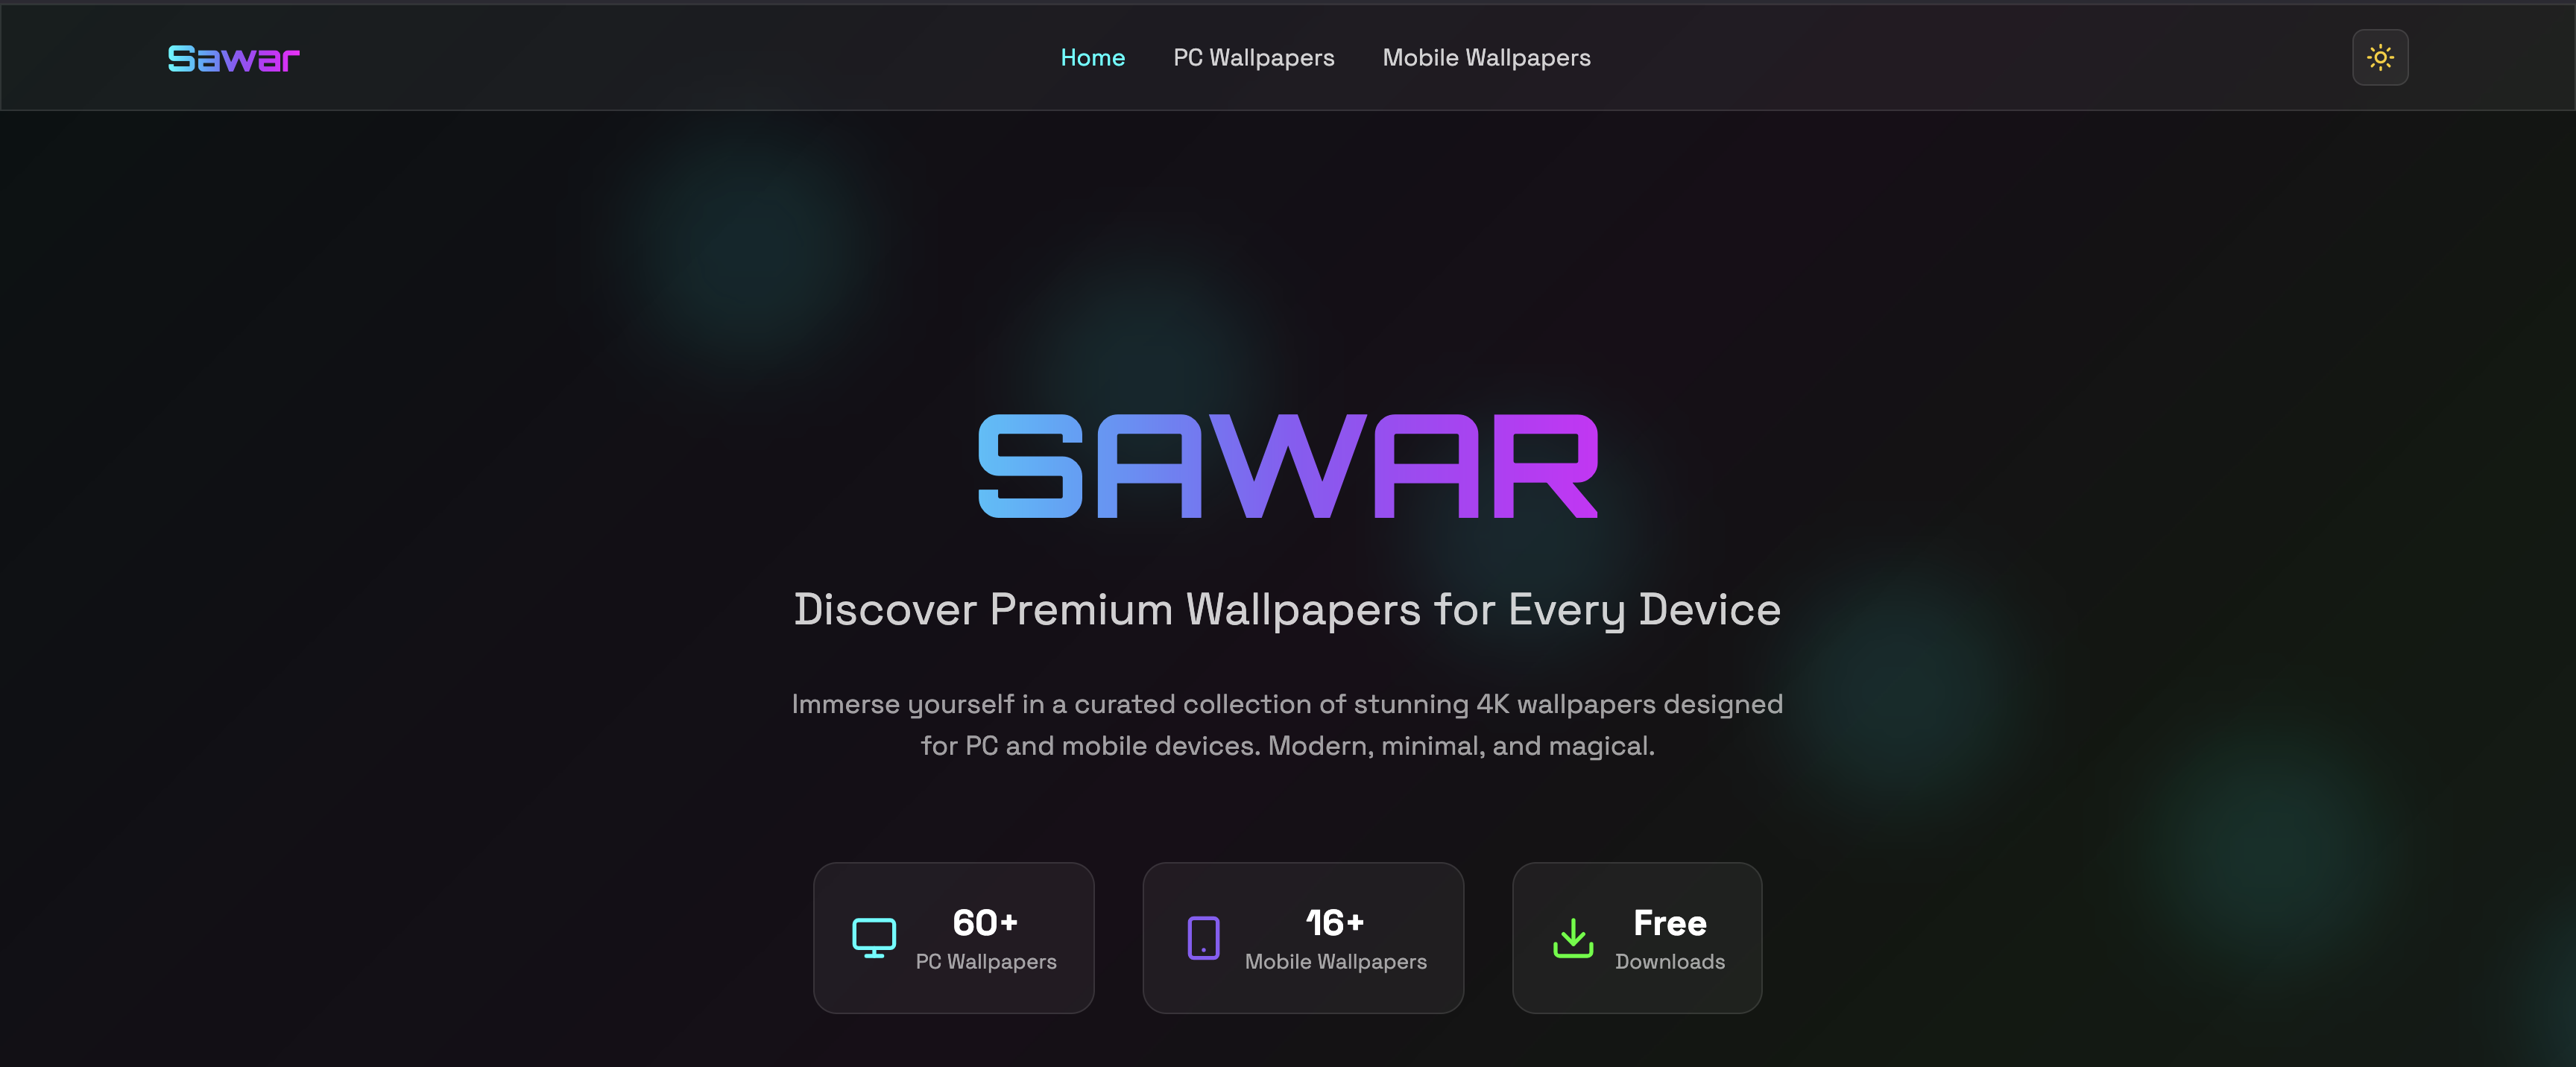 Sawar
Home
PC Wallpapers
Mobile Wallpapers
SAWAR
Discover Premium Wallpapers for Every Device
Immerse yourself in a curated collection of stunning 4K wallpapers designed
for PC and mobile devices. Modern, minimal, and magical.
60+
PC Wallpapers
16+
Mobile Wallpapers
Free
Downloads